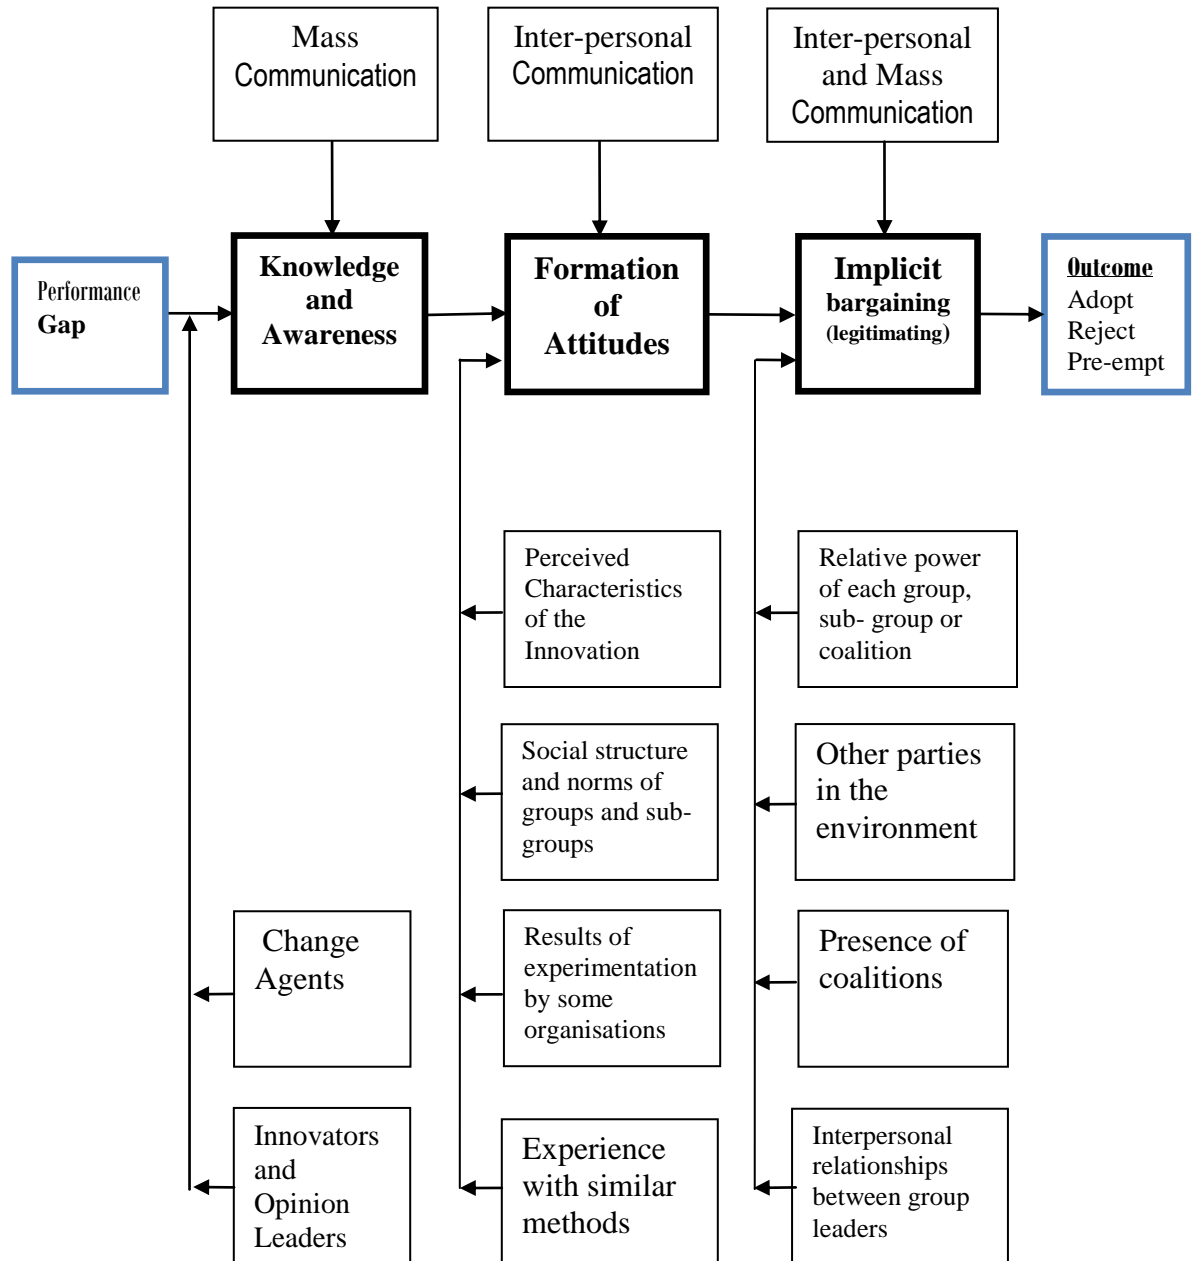 Mass
Communication
Inter-personal
Communication
Inter-personal
and Mass
Communication
Performance
Gap
Knowledge
and
Awareness
Formation
of
Attitudes
Implicit
bargaining
(legitimating)
Outcome
Adopt
Reject
Pre-empt
Perceived
Characteristics
of the
Innovation
Relative power
of each group,
sub- group or
coalition
Social structure
and norms of
groups and sub-
groups
Other parties
in the
environment
Change
Agents
Results of
experimentation
by some
organisations
Presence of
coalitions
Innovators
and
Opinion
Leaders
Experience
with similar
methods
Interpersonal
relationships
between group
leaders